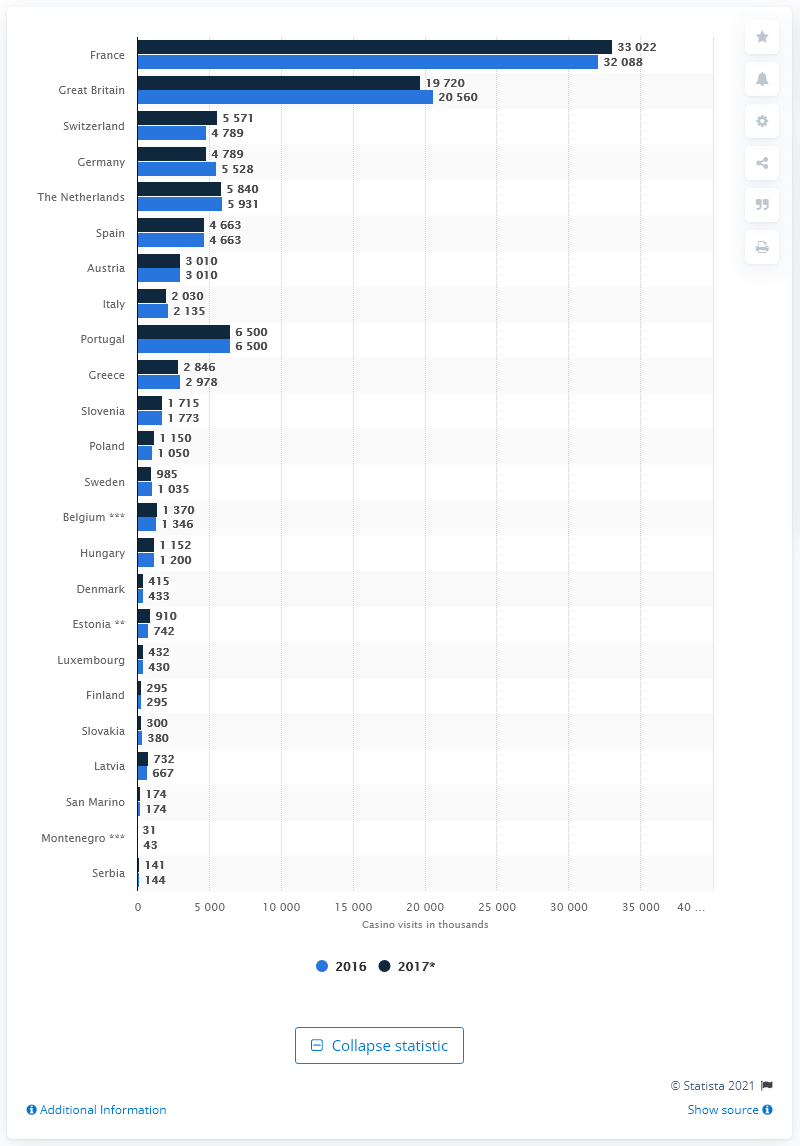 France 33 022
32 088
Great Britain 19 720
20 560
Switzerland 5 571
4 789
Germany 4 789
5 528
The Netherlands 5 840
5 931
Spain 4 663
4 663
Austria 3 010
3 010
Italy 2 030
2 135
Portugal 6 500
6 500
Greece 2 846
2 978
Slovenia 1 715
1 773
Poland 1 150
1 050
Sweden 985
1 035
Belgium *** 1 370
1 346
Hungary 1 152
1 200
Denmark 415
433
Estonia ** 910
742
Luxembourg 432
430
Finland 295
295
Slovakia 300
380
Latvia 732
667
San Marino 174
174
Montenegro *** 31
43
Serbia 141
144
0 5 000 10 000 15 000 20 000 25 000 30 000 35 000 40 ...
Casino visits in thousands
2016 2017*
Collapse statistic
© Statista 2021
Additional Information Show source